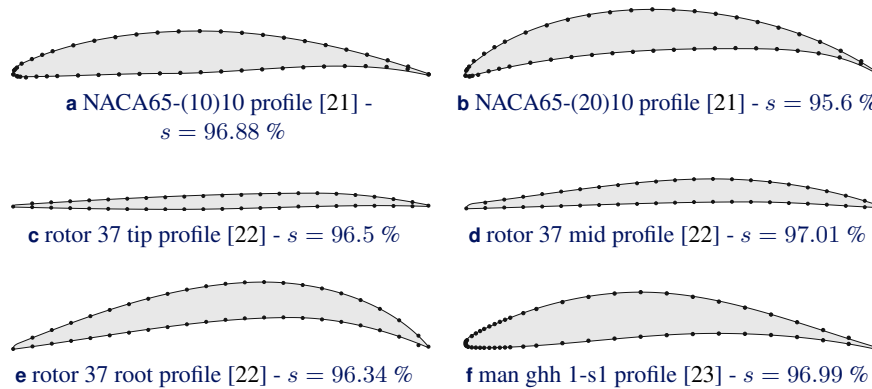 a NACA65-(10)10 profile [21] -
s = 96.88 %
b NACA65-(20)10 profile [21] - s = 95.6 %
c rotor 37 tip profile [22] - s = 96.5 %
d rotor 37 mid profile [22] - s = 97.01 %
e rotor 37 root profile [22] - s = 96.34 %
f man ghh 1-s1 profile [23] - s = 96.99 %